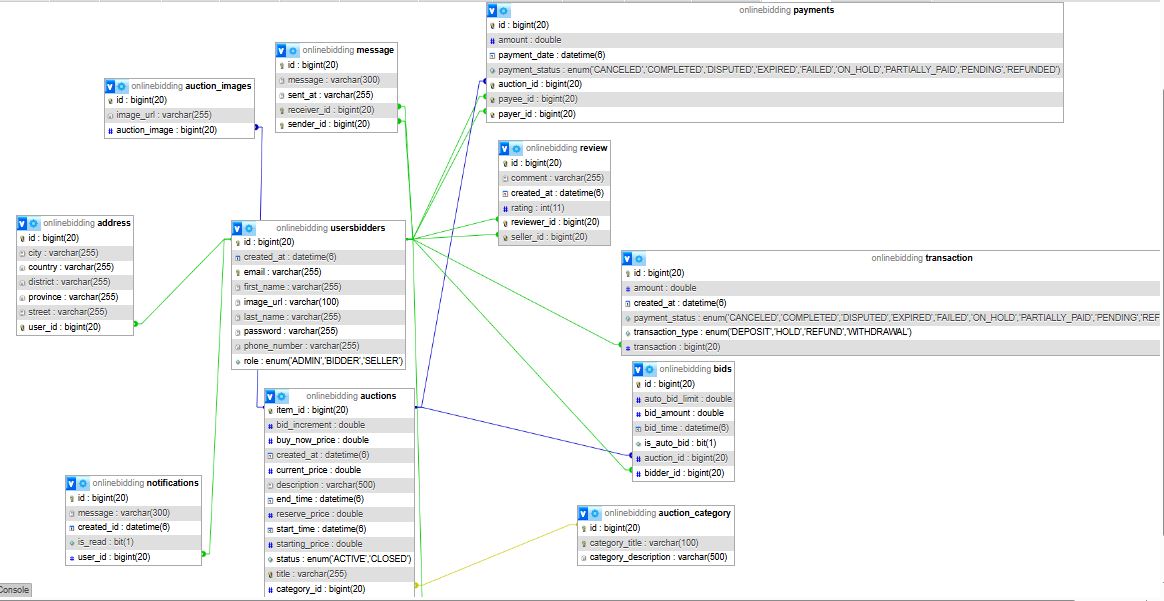 onlinebidding payments
id : bigint(20)
amount : double
payment_date : datetime(6)
payment_status : enum('CANCELED','COMPLETED','DISPUTED','EXPIRED','FAILED','ON_HOLD','PARTIALLY_PAID','PENDING','REFUNDED')
auction_id : bigint(20)
payee_id : bigint(20)
payer_id : bigint(20)
onlinebidding message
id : bigint(20)
message : varchar(300)
sent_at : varchar(255)
receiver_id : bigint(20)
sender_id : bigint(20)
onlinebidding auction_images
id : bigint(20)
image_url : varchar(255)
auction_image : bigint(20)
onlinebidding review
id : bigint(20)
comment : varchar(255)
created_at : datetime(6)
rating : int(11)
reviewer_id : bigint(20)
seller_id : bigint(20)
onlinebidding address
id : bigint(20)
city : varchar(255)
country : varchar(255)
district : varchar(255)
province : varchar(255)
street : varchar(255)
user_id : bigint(20)
onlinebidding usersbidders
id : bigint(20)
created_at : datetime(6)
email : varchar(255)
first_name : varchar(255)
image_url : varchar(100)
last_name : varchar(255)
password : varchar(255)
phone_number : varchar(255)
role : enum('ADMIN','BIDDER','SELLER')
onlinebidding transaction
id : bigint(20)
amount : double
created_at : datetime(6)
payment_status : enum('CANCELED','COMPLETED','DISPUTED','EXPIRED','FAILED','ON_HOLD','PARTIALLY_PAID','PENDING','REF
transaction_type : enum('DEPOSIT','HOLD','REFUND','WITHDRAWAL')
transaction : bigint(20)
onlinebidding bids
id : bigint(20)
auto_bid_limit : double
bid_amount : double
bid_time : datetime(6)
is_auto_bid : bit(1)
auction_id : bigint(20)
bidder_id : bigint(20)
onlinebidding auctions
item_id : bigint(20)
bid_increment : double
buy_now_price : double
created_at : datetime(6)
current_price : double
description : varchar(500)
end_time : datetime(6)
reserve_price : double
start_time : datetime(6)
starting_price : double
status : enum('ACTIVE','CLOSED')
title : varchar(255)
category_id : bigint(20)
onlinebidding notifications
id : bigint(20)
message : varchar(300)
created_id : datetime(6)
is_read : bit(1)
user_id : bigint(20)
onlinebidding auction_category
id : bigint(20)
category_title : varchar(100)
category_description : varchar(500)
Console